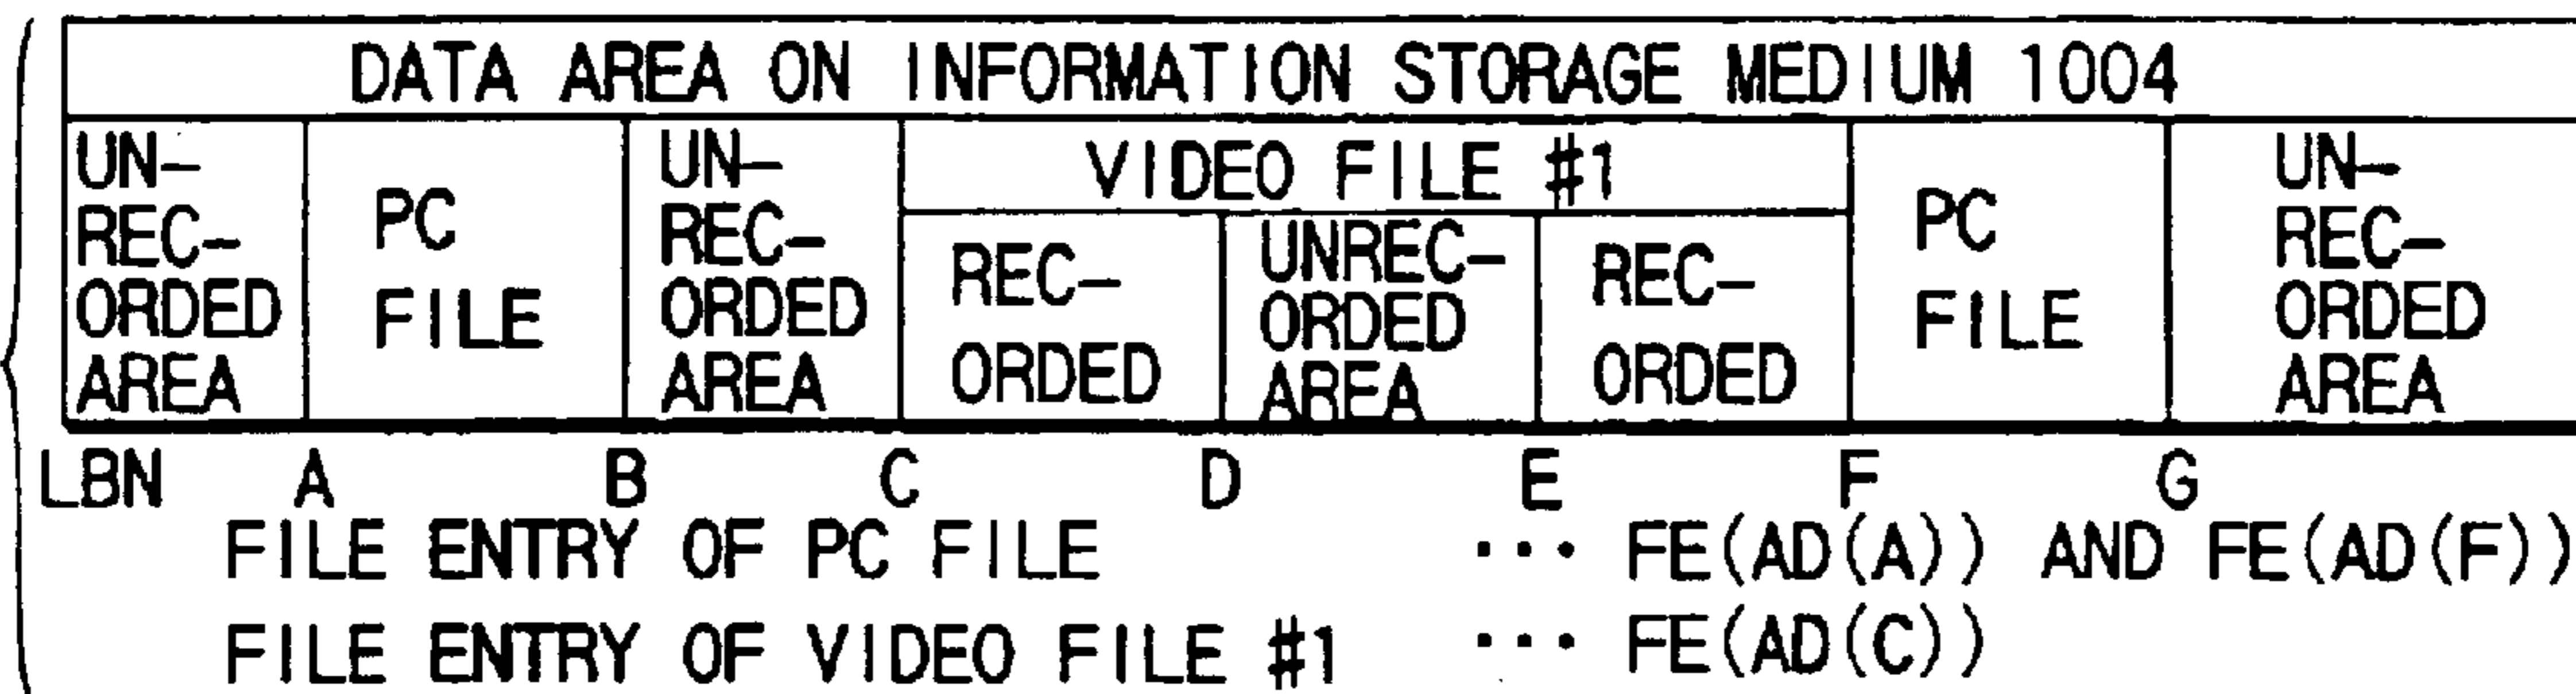 DATA AREA ON INFORMATION STORAGE MEDIUM 1004
UN-
REC-
ORDED
AREA
PC
FILE
UN-
REC-
ORDED
AREA
VIDEO FILE #1
REC-
ORDED
UNREC-
ORDED
AREA
REC-
ORDED
PC
FILE
UN-
REC-
ORDED
AREA
LBN A B C D E F G
FILE ENTRY OF PC FILE ··· FE(AD(A)) AND FE(AD(F))
FILE ENTRY OF VIDEO FILE #1 ··· FE(AD(C))